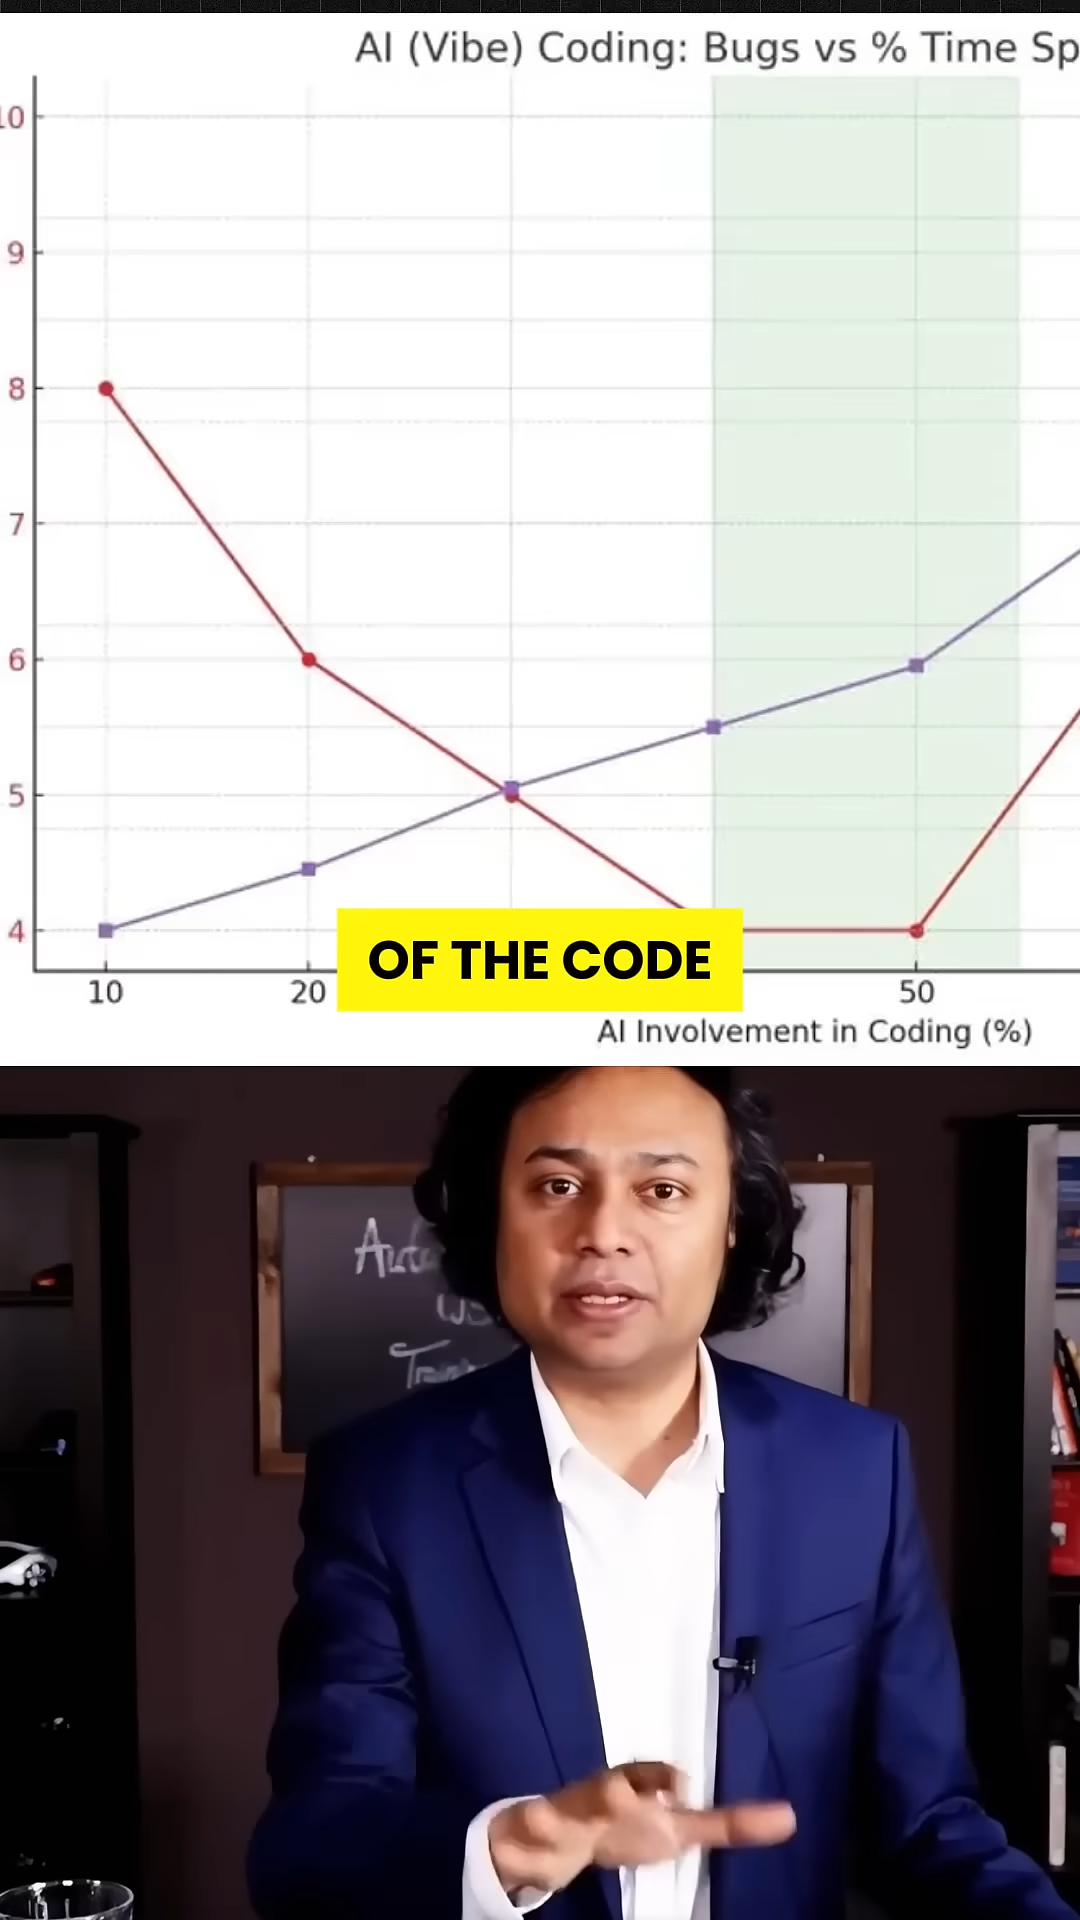 AI (Vibe) Coding: Bugs vs % Time Sp
10
9
8
7
6
5
4
10 20 50
OF THE CODE
AI Involvement in Coding (%)